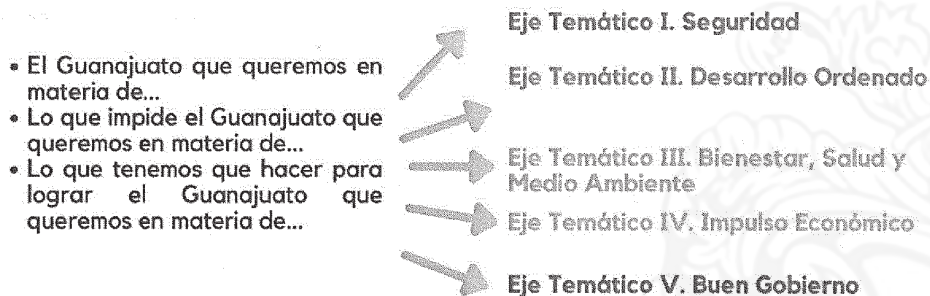 • El Guanajuato que queremos en
materia de...
• Lo que impide el Guanajuato que
queremos en materia de...
• Lo que tenemos que hacer para
lograr el Guanajuato que
queremos en materia de...
Eje Temático I. Seguridad
Eje Temático II. Desarrollo Ordenado
Eje Temático III. Bienestar, Salud y
Medio Ambiente
Eje Temático IV. Impulso Económico
Eje Temático V. Buen Gobierno